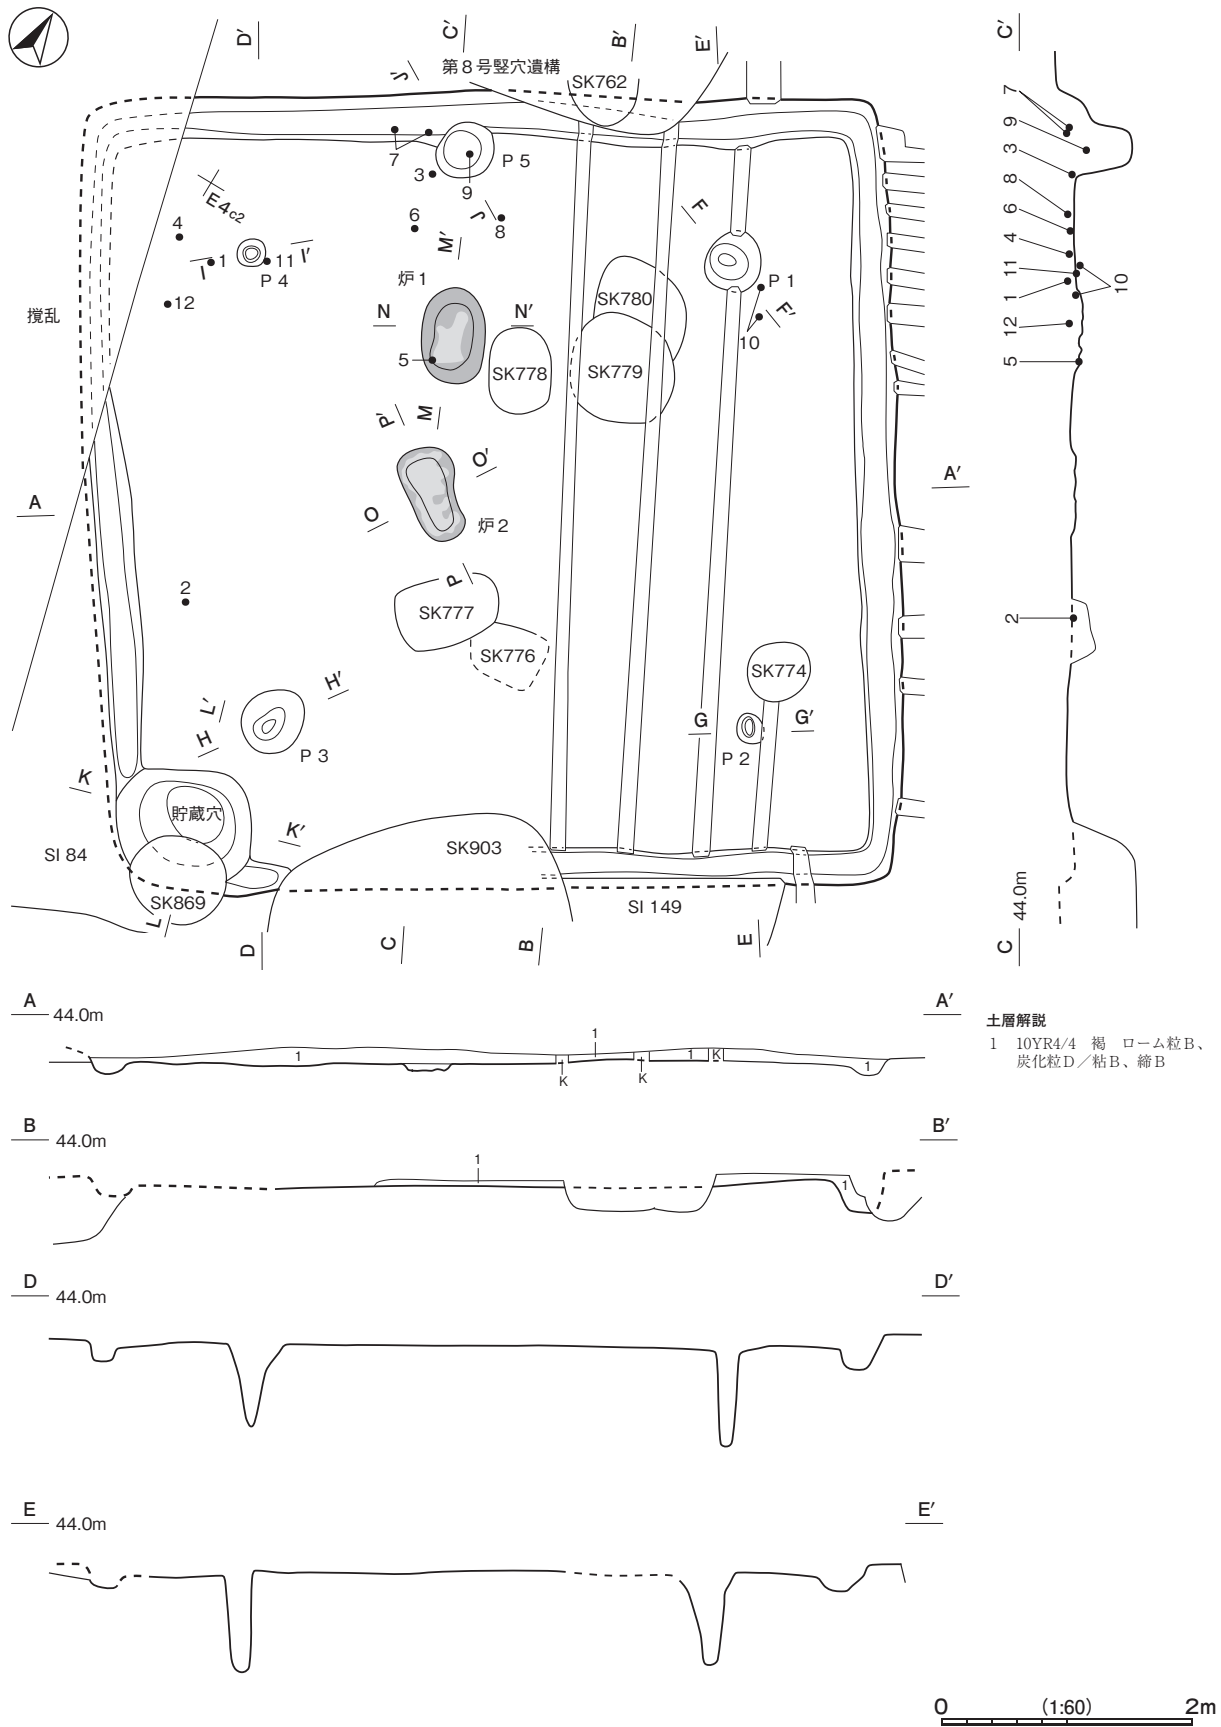 D'
C'
B'
E'
C'
J'
第８号竪穴遺構
SK762
7
P 5
3
9
E4c2
4
6
J
8
M'
F
I
1
11
I'
P 4
12
炉1
SK780
P 1
F'
10
撹乱
N
N'
5
SK778
SK779
P'
M
A
O'
A'
O
炉2
2
P
SK777
SK776
SK774
H'
L'
H
G
G'
P 3
P 2
K
貯蔵穴
K'
SI 84
SK903
SK869
L
SI 149
D
C
B
E
7
9
3
8
6
4
11
1
10
12
5
2
44.0m
C
A
44.0m
A'
1
1
1
K
K
K
1
土層解説
1　10YR4/4　褐　ローム粒B、
炭化粒D／粘B、締B
B
44.0m
B'
1
1
D
44.0m
D'
E
44.0m
E'
0
(1:60)
2m